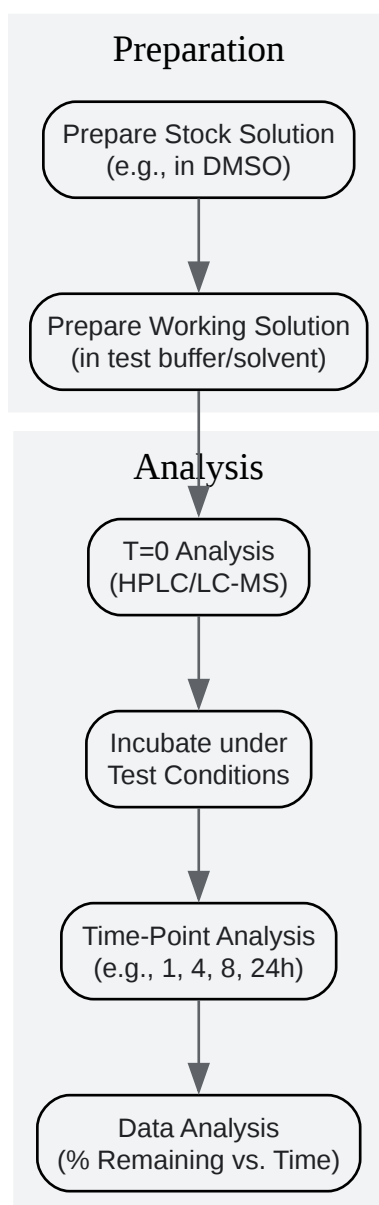 Preparation
Prepare Stock Solution
(e.g., in DMSO)
Prepare Working Solution
(in test buffer/solvent)
Analysis
T=0 Analysis
(HPLC/LC-MS)
Incubate under
Test Conditions
Time-Point Analysis
(e.g., 1, 4, 8, 24h)
Data Analysis
(% Remaining vs. Time)